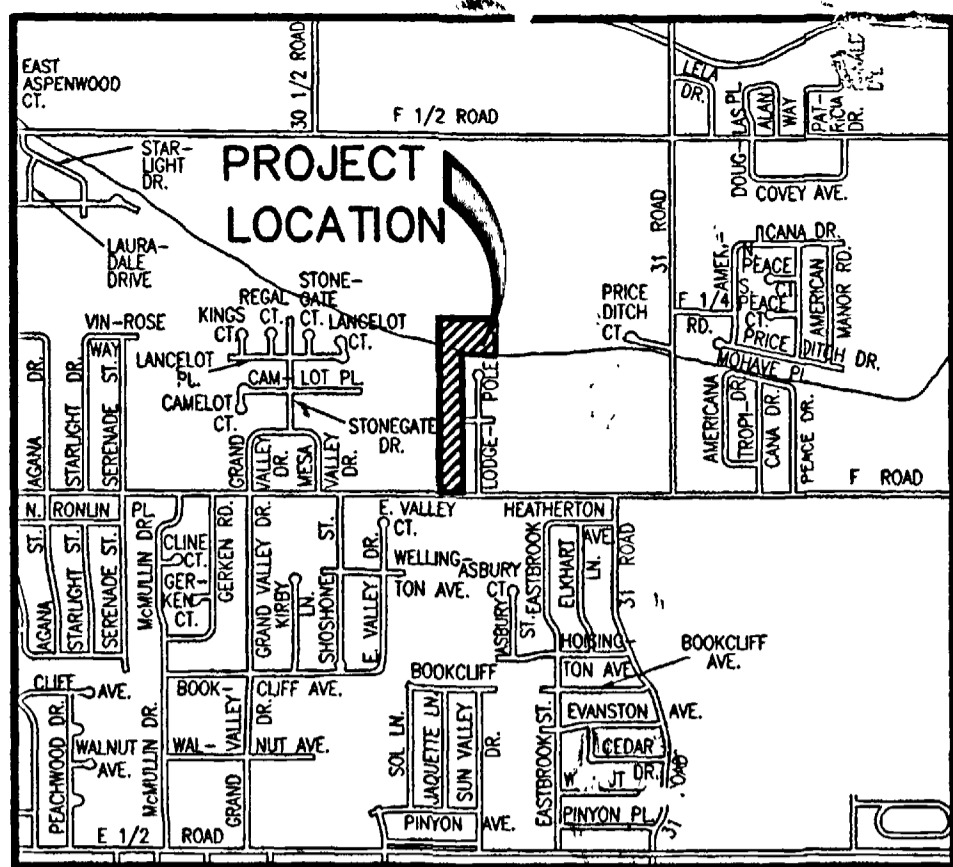 EAST
ASPENWOOD
CT.
30 1/2 ROAD
F 1/2 ROAD
LELA
DR.
DOUG-LAS PL.
ALAN
WAY
PAT-
RICIA
DR.
COVEY AVE.
STAR-
LIGHT
DR.
PROJECT
LOCATION
LAURA-
DALE
DRIVE
31 ROAD
STONE-
GATE
CT.
REGAL
CT.
KINGS
CT.
LANCELOT
CT.
VIN-ROSE
WAY
LANCELOT
PL.
CAM- LOT PL.
CAMELOT
CT.
STONEGATE
DR.
PRICE
DITCH
CT.
F 1/4
RD.
AMER.-
ICANA DR.
N
PEACE
CT.
S
PEACE
CT.
AMERICAN
MANOR RD.
PRICE DITCH DR.
MOHAVE PL
AMERICANA
DR.
TROPI-
CANA DR.
PEACE DR.
AGANA DR.
STARLIGHT DR.
SERENADE ST.
GRAND
VALLEY
DR.
MESA
VALLEY
DR.
LODGE- POLE
F ROAD
N. RONLIN PL.
AGANA ST.
STARLIGHT ST.
SERENADE ST.
McMULLIN DR.
CLINE
CT.
GER-
KEN
CT.
GERKEN RD.
GRAND VALLEY DR.
KIRBY
LN.
SHOSHONE ST.
E. VALLEY DR.
E. VALLEY
CT.
WELLING-
TON AVE.
ASBURY
CT
ASBURY
ST.
EASTBROOK
HEATHERTON
AVE.
ELKHART
LN.
31 ROAD
HOISING-
TON AVE.
BOOKCLIFF
AVE.
CLIFF AVE.
PEACHWOOD DR.
WALNUT
AVE.
McMULLIN DR.
BOOK- CLIFF AVE.
WAL- NUT AVE.
GRAND VALLEY DR.
BOOKCLIFF
SOL LN.
JAQUETTE LN.
SUN VALLEY
DR.
EVANSTON AVE.
EASTBROOK ST.
CEDAR
DR.
PINYON PL.
31
PINYON AVE.
E 1/2 ROAD